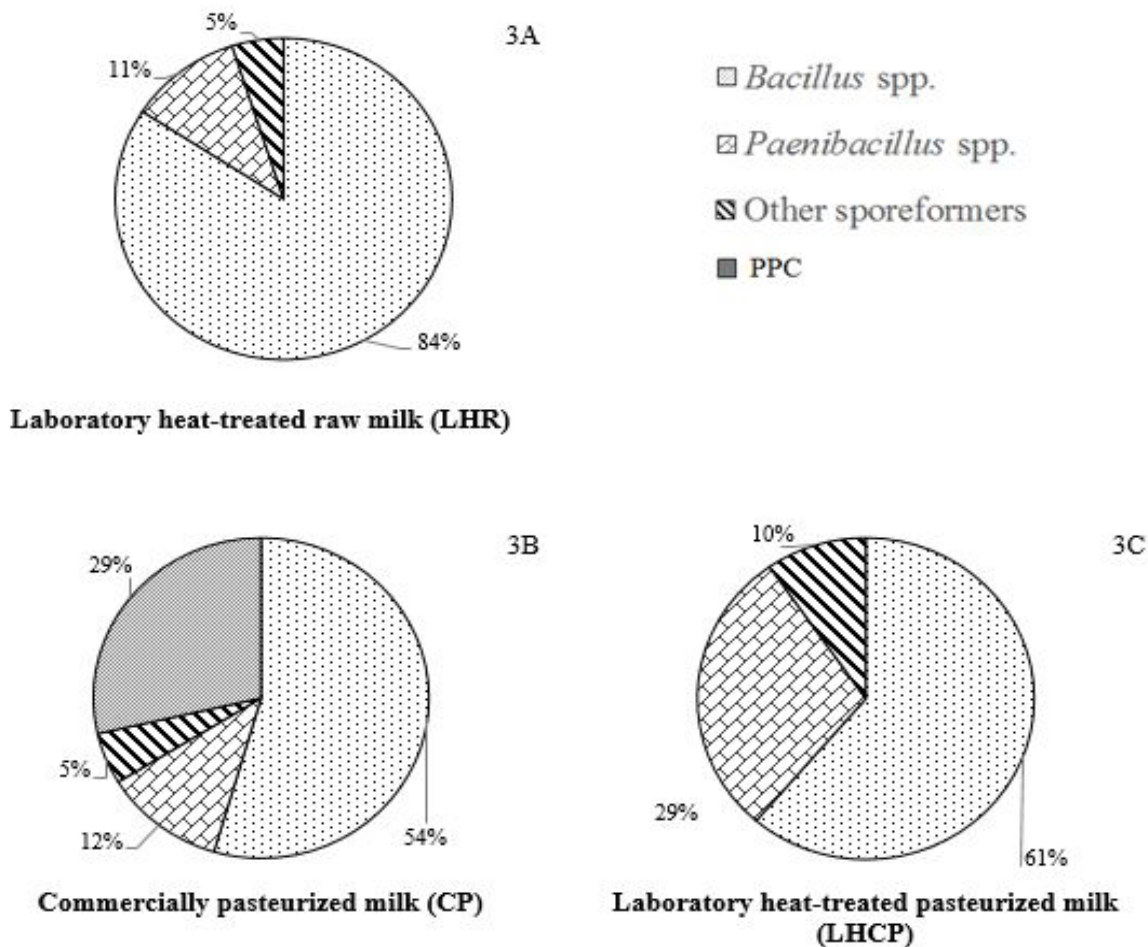 5%
3A
11%
84%
Laboratory heat-treated raw milk (LHR)
Bacillus spp.
Paenibacillus spp.
Other sporeformers
PPC
29%
3B
5%
12%
54%
Commercially pasteurized milk (CP)
10%
3C
29%
61%
Laboratory heat-treated pasteurized milk
(LHCP)